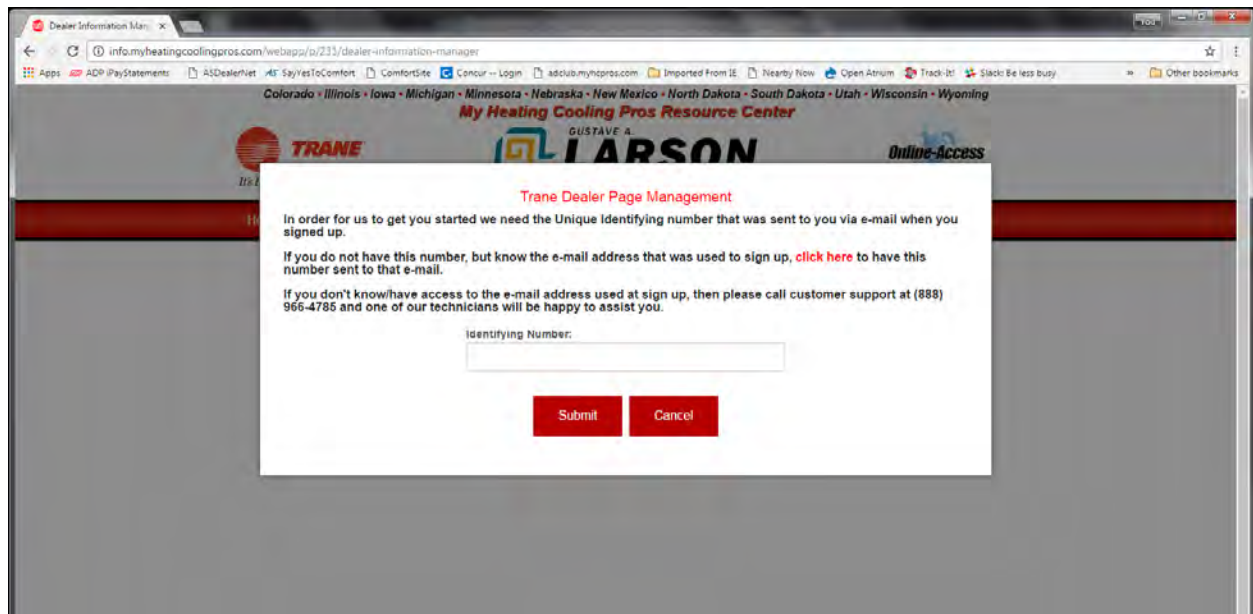 Dealer Information Man
You
info.myheatingcoolingpros.com/webapp/p/231/dealer-information-manager
Apps ADP iPayStatements ASDealerNet SayYesToComfort ComfortSite Concur -- Login adclub.myhcpros.com Imported From IE Nearby Now Open Atrium Track-It! Slack: Be less busy » Other bookmarks
Colorado • Illinois • Iowa • Michigan • Minnesota • Nebraska • New Mexico • North Dakota • South Dakota • Utah • Wisconsin • Wyoming
My Heating Cooling Pros Resource Center
GUSTAVE A.
TRANE LARSON Online-Access
It's
Trane Dealer Page Management
In order for us to get you started we need the Unique Identifying number that was sent to you via e-mail when you
signed up.
If you do not have this number, but know the e-mail address that was used to sign up, click here to have this
number sent to that e-mail.
If you don't know/have access to the e-mail address used at sign up, then please call customer support at (888)
966-4785 and one of our technicians will be happy to assist you.
Identifying Number:
Submit Cancel